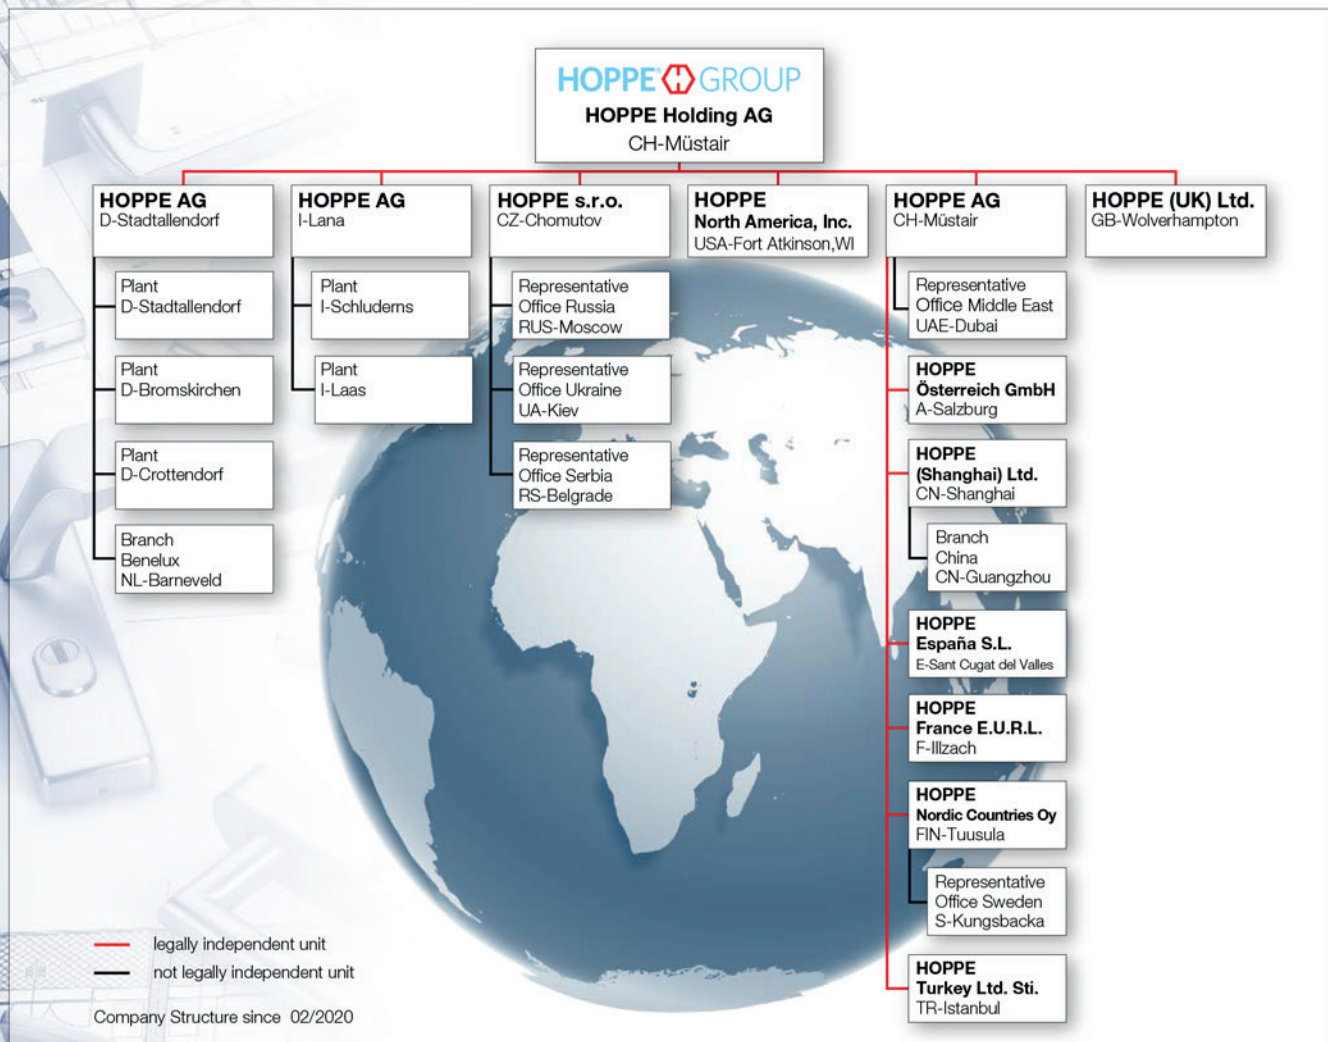 HOPPE® GROUP
HOPPE Holding AG
CH-Müstair
HOPPE AG
D-Stadtallendorf
Plant
D-Stadtallendorf
Plant
D-Bromskirchen
Plant
D-Crottendorf
Branch
Benelux
NL-Barneveld
HOPPE AG
I-Lana
Plant
I-Schluderns
Plant
I-Laas
HOPPE s.r.o.
CZ-Chomutov
Representative
Office Russia
RUS-Moscow
Representative
Office Ukraine
UA-Kiev
Representative
Office Serbia
RS-Belgrade
HOPPE
North America, Inc.
USA-Fort Atkinson,WI
HOPPE AG
CH-Müstair
Representative
Office Middle East
UAE-Dubai
HOPPE
Österreich GmbH
A-Salzburg
HOPPE
(Shanghai) Ltd.
CN-Shanghai
Branch
China
CN-Guangzhou
HOPPE
España S.L.
E-Sant Cugat del Valles
HOPPE
France E.U.R.L.
F-Illzach
HOPPE
Nordic Countries Oy
FIN-Tuusula
Representative
Office Sweden
S-Kungsbacka
HOPPE
Turkey Ltd. Sti.
TR-Istanbul
HOPPE (UK) Ltd.
GB-Wolverhampton
legally independent unit
not legally independent unit
Company Structure since 02/2020